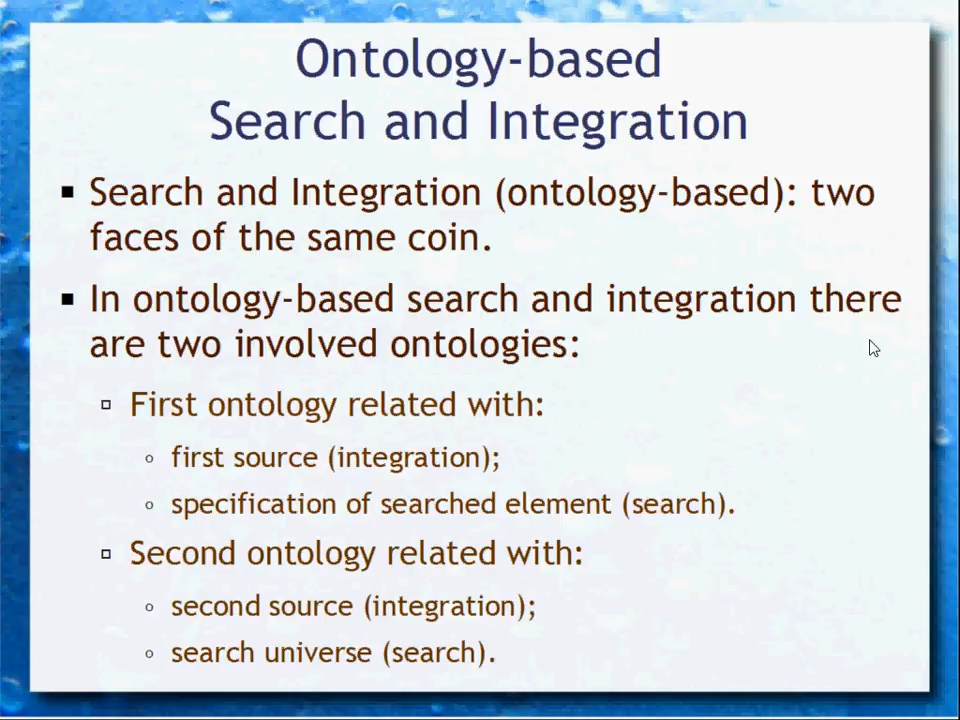 Ontology-based
Search and Integration
▪ Search and Integration (ontology-based): two
faces of the same coin.
▪ In ontology-based search and integration there
are two involved ontologies:
▫ First ontology related with:
◦ first source (integration);
◦ specification of searched element (search).
▫ Second ontology related with:
◦ second source (integration);
◦ search universe (search).